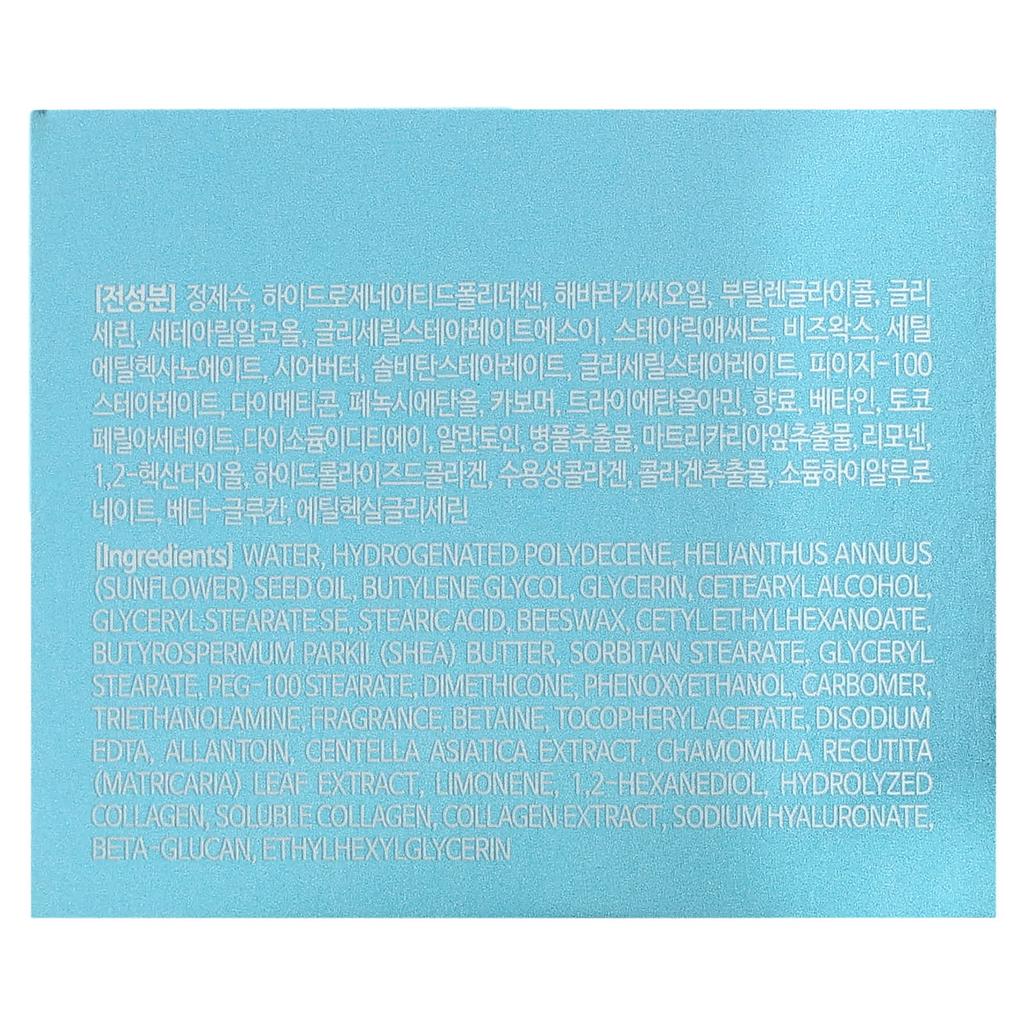 [전성분] 정제수, 하이드로제네이티드폴리데센, 해바라기씨오일, 부틸렌글라이콜, 글리
세린, 세테아릴알코올, 글리세릴스테아레이트에스이, 스테아릭애씨드, 비즈왁스, 세틸
에틸헥사노에이트, 시어버터, 솔비탄스테아레이트, 글리세릴스테아레이트, 피이지-100
스테아레이트, 다이메티콘, 페녹시에탄올, 카보머, 트라이에탄올아민, 향료, 베타인, 토코
페릴아세테이트, 다이소듐이디티에이, 알란토인, 병풀추출물, 마트리카리아잎추출물, 리모넨,
1,2-헥산다이올, 하이드롤라이즈드콜라겐, 수용성콜라겐, 콜라겐추출물, 소듐하이알루로
네이트, 베타-글루칸, 에틸헥실글리세린
[Ingredients] WATER, HYDROGENATED POLYDECENE, HELIANTHUS ANNUUS
(SUNFLOWER) SEED OIL, BUTYLENE GLYCOL, GLYCERIN, CETEARYL ALCOHOL,
GLYCERYL STEARATE SE, STEARIC ACID, BEESWAX, CETYL ETHYLHEXANOATE,
BUTYROSPERMUM PARKII (SHEA) BUTTER, SORBITAN STEARATE, GLYCERYL
STEARATE, PEG-100 STEARATE, DIMETHICONE, PHENOXYETHANOL, CARBOMER,
TRIETHANOLAMINE, FRAGRANCE, BETAINE, TOCOPHERYL ACETATE, DISODIUM
EDTA, ALLANTOIN, CENTELLA ASIATICA EXTRACT, CHAMOMILLA RECUTITA
(MATRICARIA) LEAF EXTRACT, LIMONENE, 1,2-HEXANEDIOL, HYDROLYZED
COLLAGEN, SOLUBLE COLLAGEN, COLLAGEN EXTRACT, SODIUM HYALURONATE,
BETA-GLUCAN, ETHYLHEXYLGLYCERIN